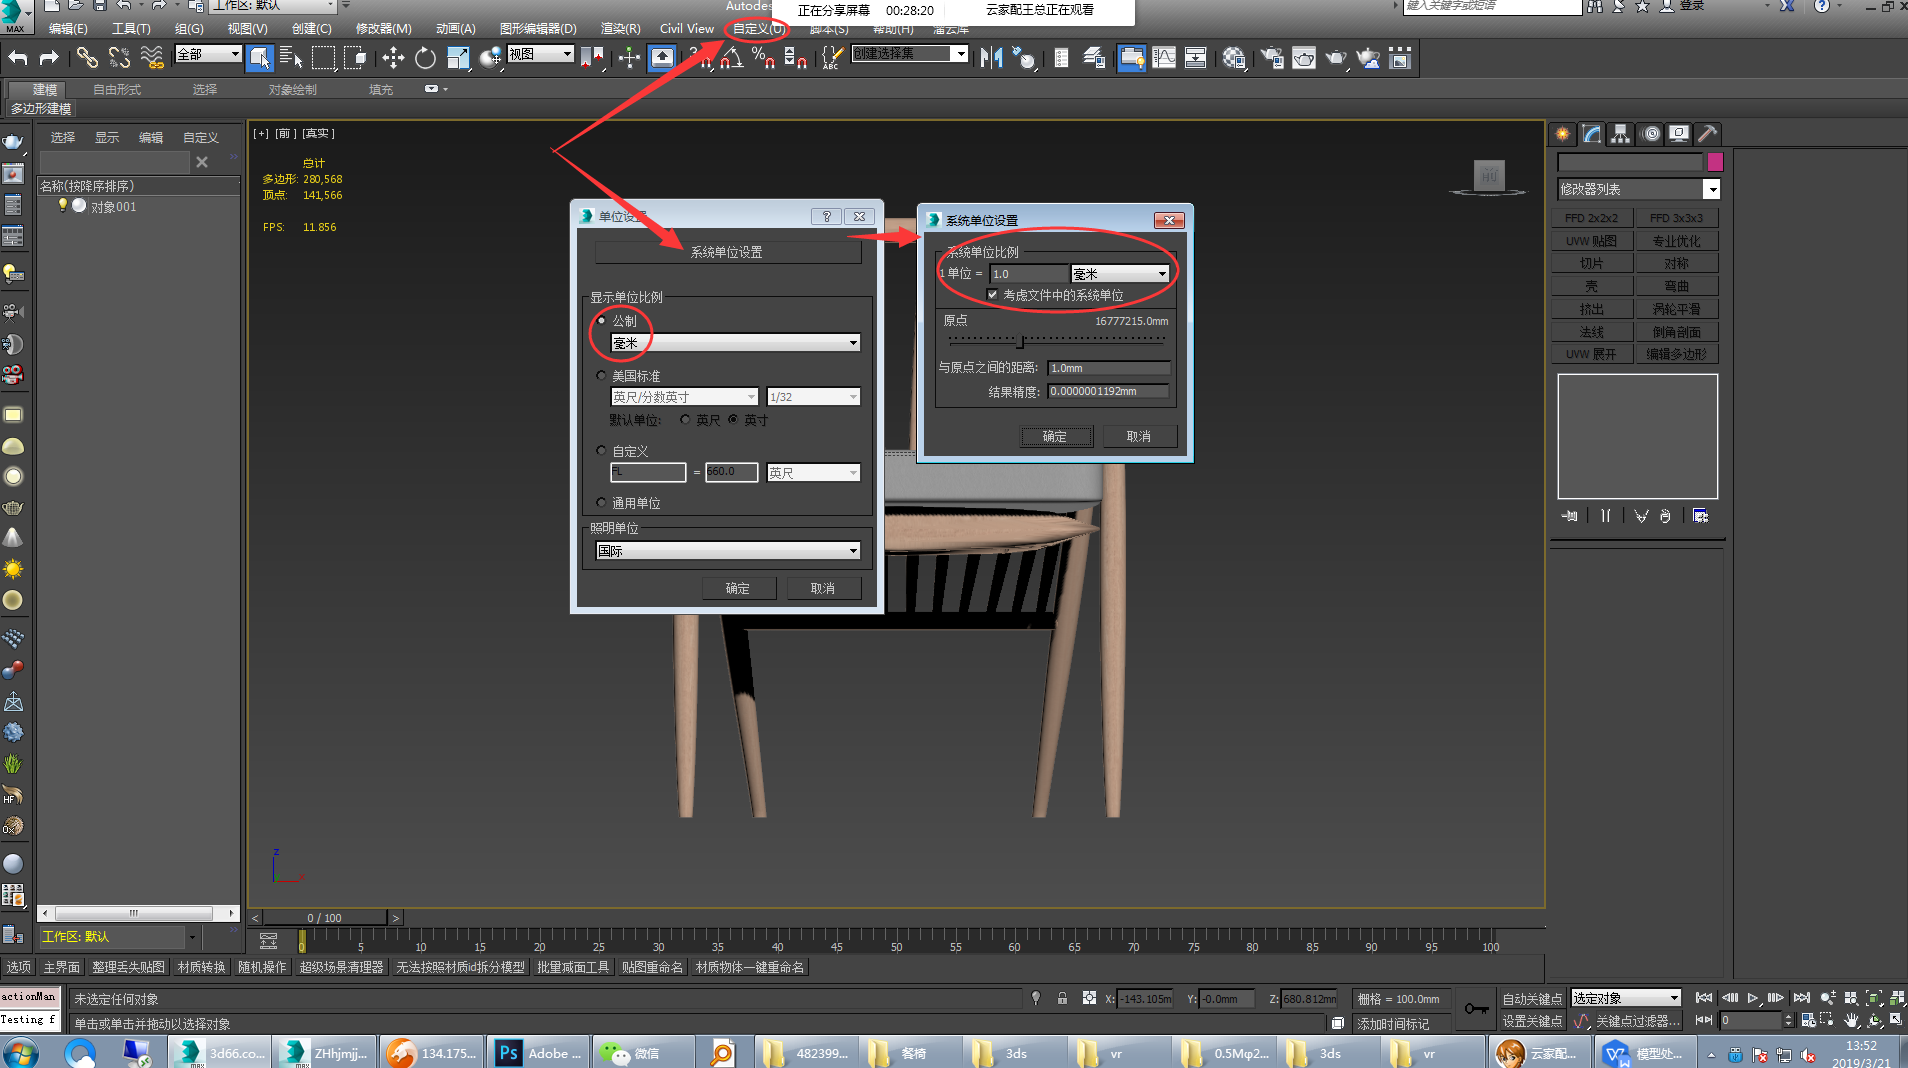 工作区: 默认
Autodes
正在分享屏幕 00:28:20 云家配王总正在观看
键入关键字或短语
登录
MAX
编辑(E) 工具(T) 组(G) 视图(V) 创建(C) 修改器(M) 动画(A) 图形编辑器(D) 渲染(R) Civil View 自定义(U) 脚本(S) 帮助(H) 溜云库
全部
视图
创建选择集
建模 自由形式 选择 对象绘制 填充
多边形建模
选择 显示 编辑 自定义
名称(按降序排序)
对象001
[+] [前] [真实]
总计
多边形: 280,568
顶点: 141,566
FPS: 11.856
前
单位设置
系统单位设置
显示单位比例
公制
毫米
美国标准
英尺/分数英寸 1/32
默认单位: 英尺 英寸
自定义
FL = 660.0 英尺
通用单位
照明单位
国际
确定 取消
系统单位设置
系统单位比例
1 单位 = 1.0 毫米
考虑文件中的系统单位
原点 16777215.0mm
与原点之间的距离: 1.0mm
结果精度: 0.0000001192mm
确定 取消
修改器列表
FFD 2x2x2 FFD 3x3x3
UVW 贴图 专业优化
切片 对称
壳 弯曲
挤出 涡轮平滑
法线 倒角剖面
UVW 展开 编辑多边形
z
x
0 / 100
工作区: 默认
0 5 10 15 20 25 30 35 40 45 50 55 60 65 70 75 80 85 90 95 100
选项 主界面 整理丢失贴图 材质转换 随机操作 超级场景清理器 无法按照材质id拆分模型 批量减面工具 贴图重命名 材质物体一键重命名
actionMan
未选定任何对象
X: -143.105m Y: -0.0mm Z: 680.812mm 栅格 = 100.0mm
自动关键点 选定对象
Testing f
单击或单击并拖动以选择对象
添加时间标记
设置关键点 关键点过滤器...
0
3d66.co... ZHhjmjj... 134.175... Adobe ... 微信 482399... 餐椅 3ds vr 0.5Mφ2... 3ds vr 云家配... 模型处...
13:52
2019/3/21